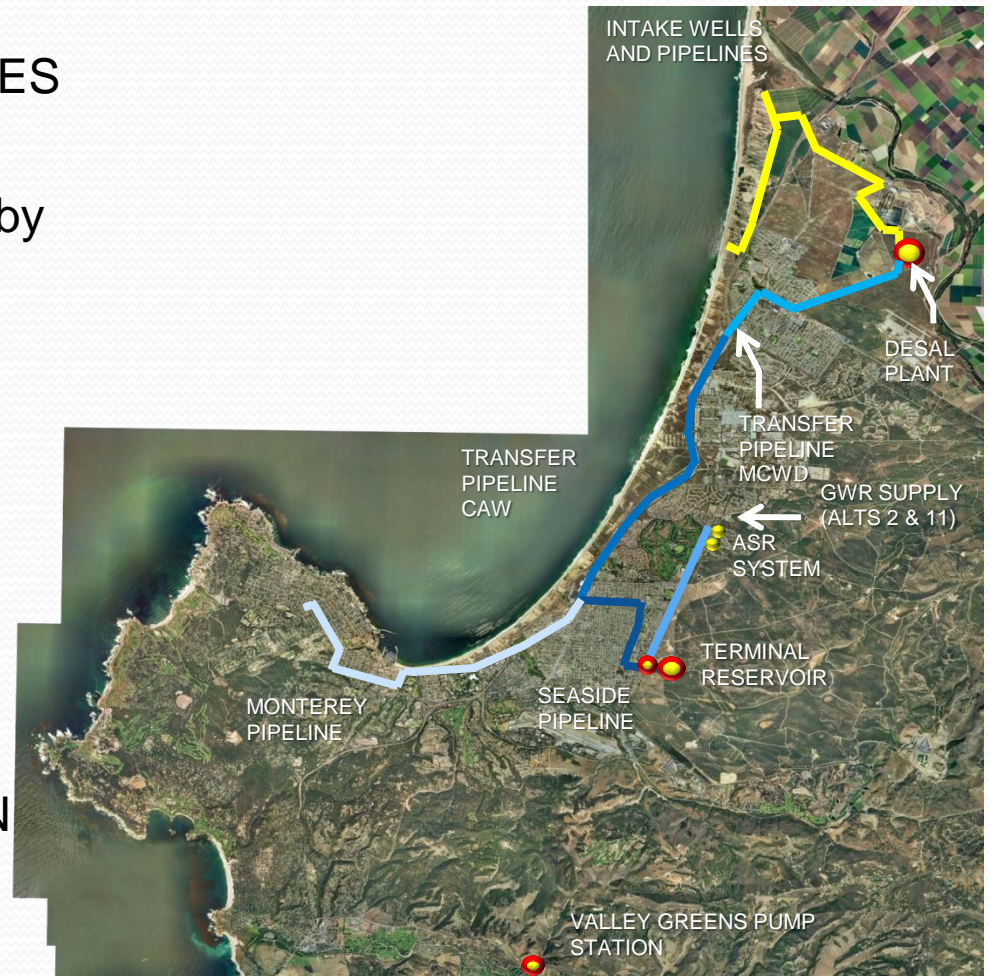 ES
by
N
INTAKE WELLS
AND PIPELINES
DESAL
PLANT
TRANSFER
PIPELINE
MCWD
TRANSFER
PIPELINE
CAW
GWR SUPPLY
(ALTS 2 & 11)
ASR
SYSTEM
TERMINAL
RESERVOIR
SEASIDE
PIPELINE
MONTEREY
PIPELINE
VALLEY GREENS PUMP
STATION